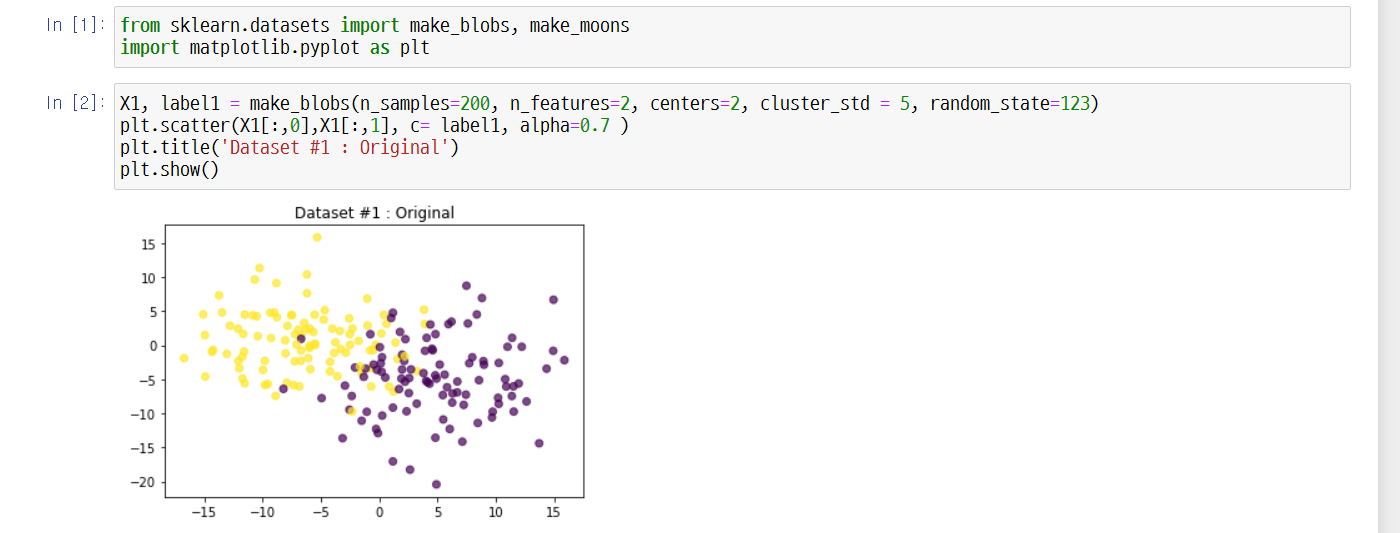 In [1]:
from sklearn.datasets import make_blobs, make_moons
import matplotlib.pyplot as plt
In [2]:
X1, label1 = make_blobs(n_samples=200, n_features=2, centers=2, cluster_std = 5, random_state=123)
plt.scatter(X1[:,0],X1[:,1], c= label1, alpha=0.7 )
plt.title('Dataset #1 : Original')
plt.show()
Dataset #1 : Original
15
10
5
0
−5
−10
−15
−20
−15 −10 −5 0 5 10 15